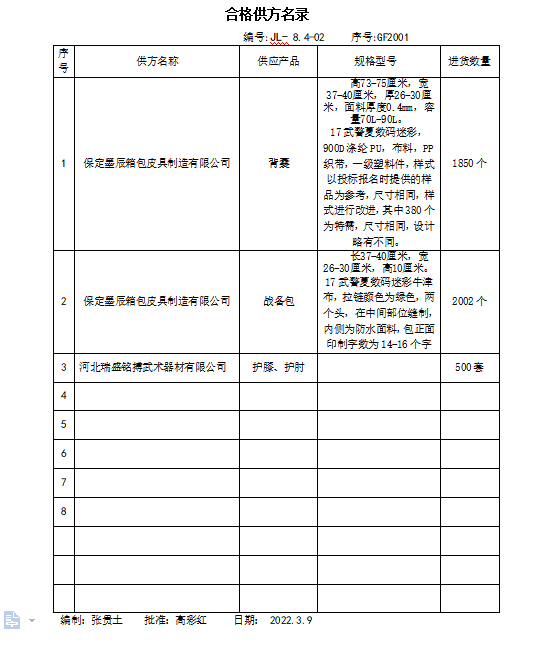 合格供方名录
编号:JL- 8.4-02 序号:GF2001
序号 供方名称 供应产品 规格型号 进货数量
1 保定墨辰箱包皮具制造有限公司 背囊 高73-75厘米，宽
37-40厘米，厚26-30厘
米，面料厚度0.4mm，容
量70L-90L。
17武警夏数码迷彩，
900D涤纶PU，布料，PP
织带，一级塑料件，样式
以投标报名时提供的样
品为参考，尺寸相同，样
式进行改进，其中350个
为特需，尺寸相同，设计
略有不同。
1850个
2 保定墨辰箱包皮具制造有限公司 战备包 长37-40厘米，宽
26-30厘米，高10厘米。
17武警夏数码迷彩牛津
布，拉链颜色为绿色，两
个头，在中间部位缝制，
内侧为防水面料，包正面
印制字数为14-16个字
2002个
3 河北瑞盛铭搏武术器材有限公司 护膝、护肘 500套
4
5
6
7
8
编制：张贵土 批准：高彩红 日期： 2022.3.9